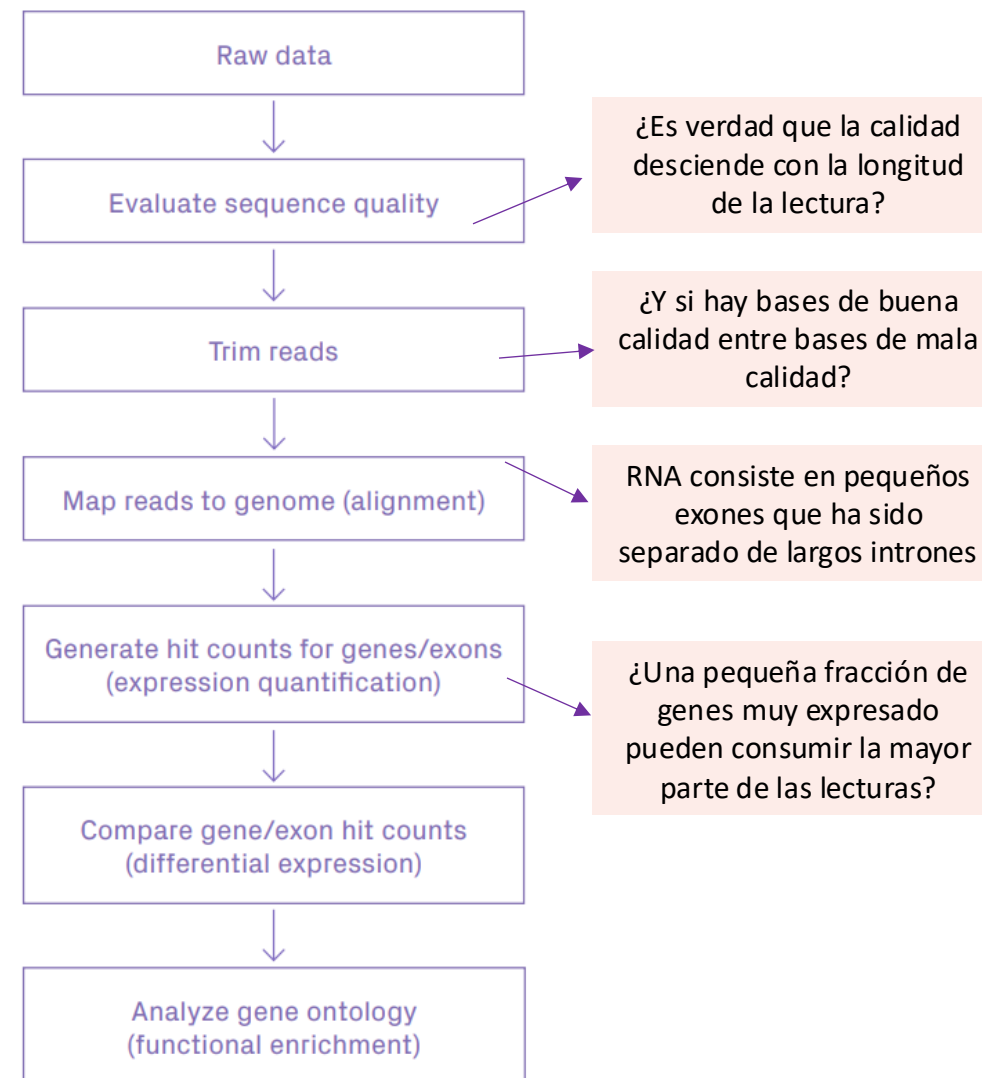 Raw data
¿Es verdad que la calidad
desciende con la longitud
de la lectura?
Evaluate sequence quality
¿Y si hay bases de buena
calidad entre bases de mala
calidad?
Trim reads
RNA consiste en pequeños
exones que ha sido
separado de largos intrones
Map reads to genome (alignment)
Generate hit counts for genes/exons
(expression quantification)
¿Una pequeña fracción de
genes muy expresado
pueden consumir la mayor
parte de las lecturas?
Compare gene/exon hit counts
(differential expression)
Analyze gene ontology
(functional enrichment)